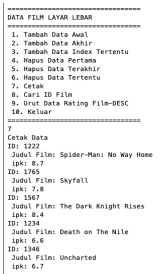 ================================
DATA FILM LAYAR LEBAR
================================
1. Tambah Data Awal
2. Tambah Data Akhir
3. Tambah Data Index Tertentu
4. Hapus Data Pertama
5. Hapus Data Terakhir
6. Hapus Data Tertentu
7. Cetak
8. Cari ID Film
9. Urut Data Rating Film-DESC
10. Keluar
================================
7
Cetak Data
ID: 1222
Judul Film: Spider-Man: No Way Home
ipk: 8.7
ID: 1765
Judul Film: Skyfall
ipk: 7.8
ID: 1567
Judul Film: The Dark Knight Rises
ipk: 8.4
ID: 1234
Judul Film: Death on The Nile
ipk: 6.6
ID: 1346
Judul Film: Uncharted
ipk: 6.7